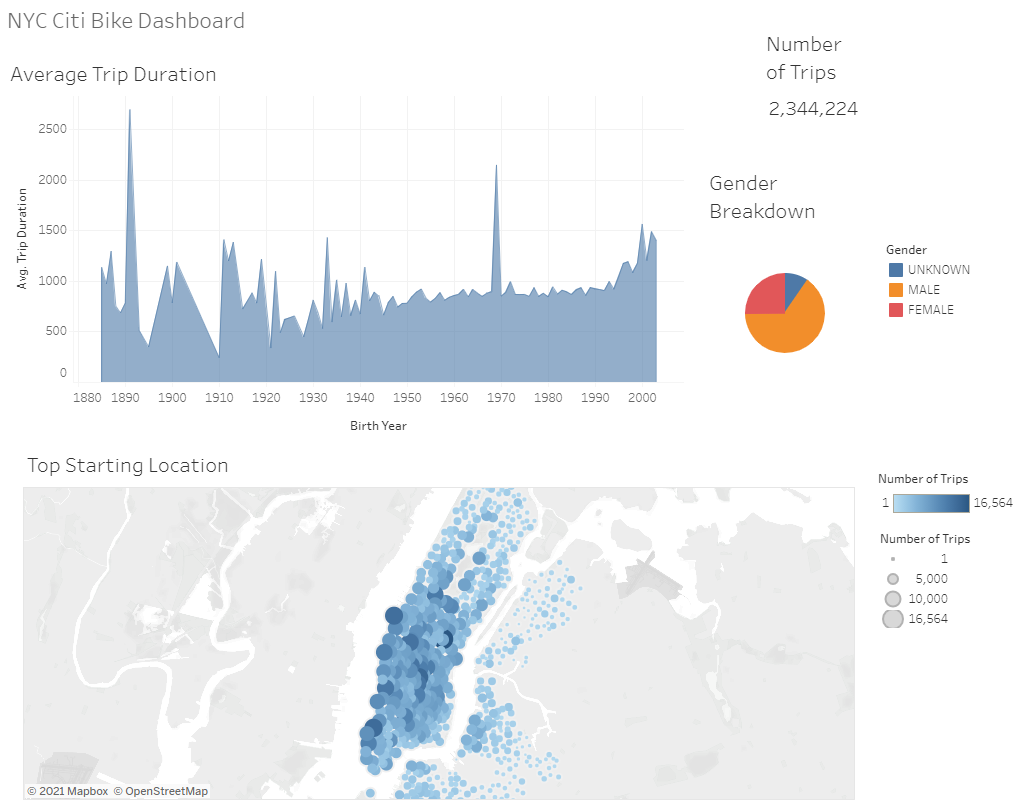 NYC Citi Bike Dashboard
Average Trip Duration
Number
of Trips
2,344,224
2500
2000
1500
1000
500
0
Avg. Trip Duration
1880 1890 1900 1910 1920 1930 1940 1950 1960 1970 1980 1990 2000
Birth Year
Gender
Breakdown
Gender
UNKNOWN
MALE
FEMALE
Top Starting Location
© 2021 Mapbox © OpenStreetMap
Number of Trips
1 16,564
Number of Trips
1
5,000
10,000
16,564